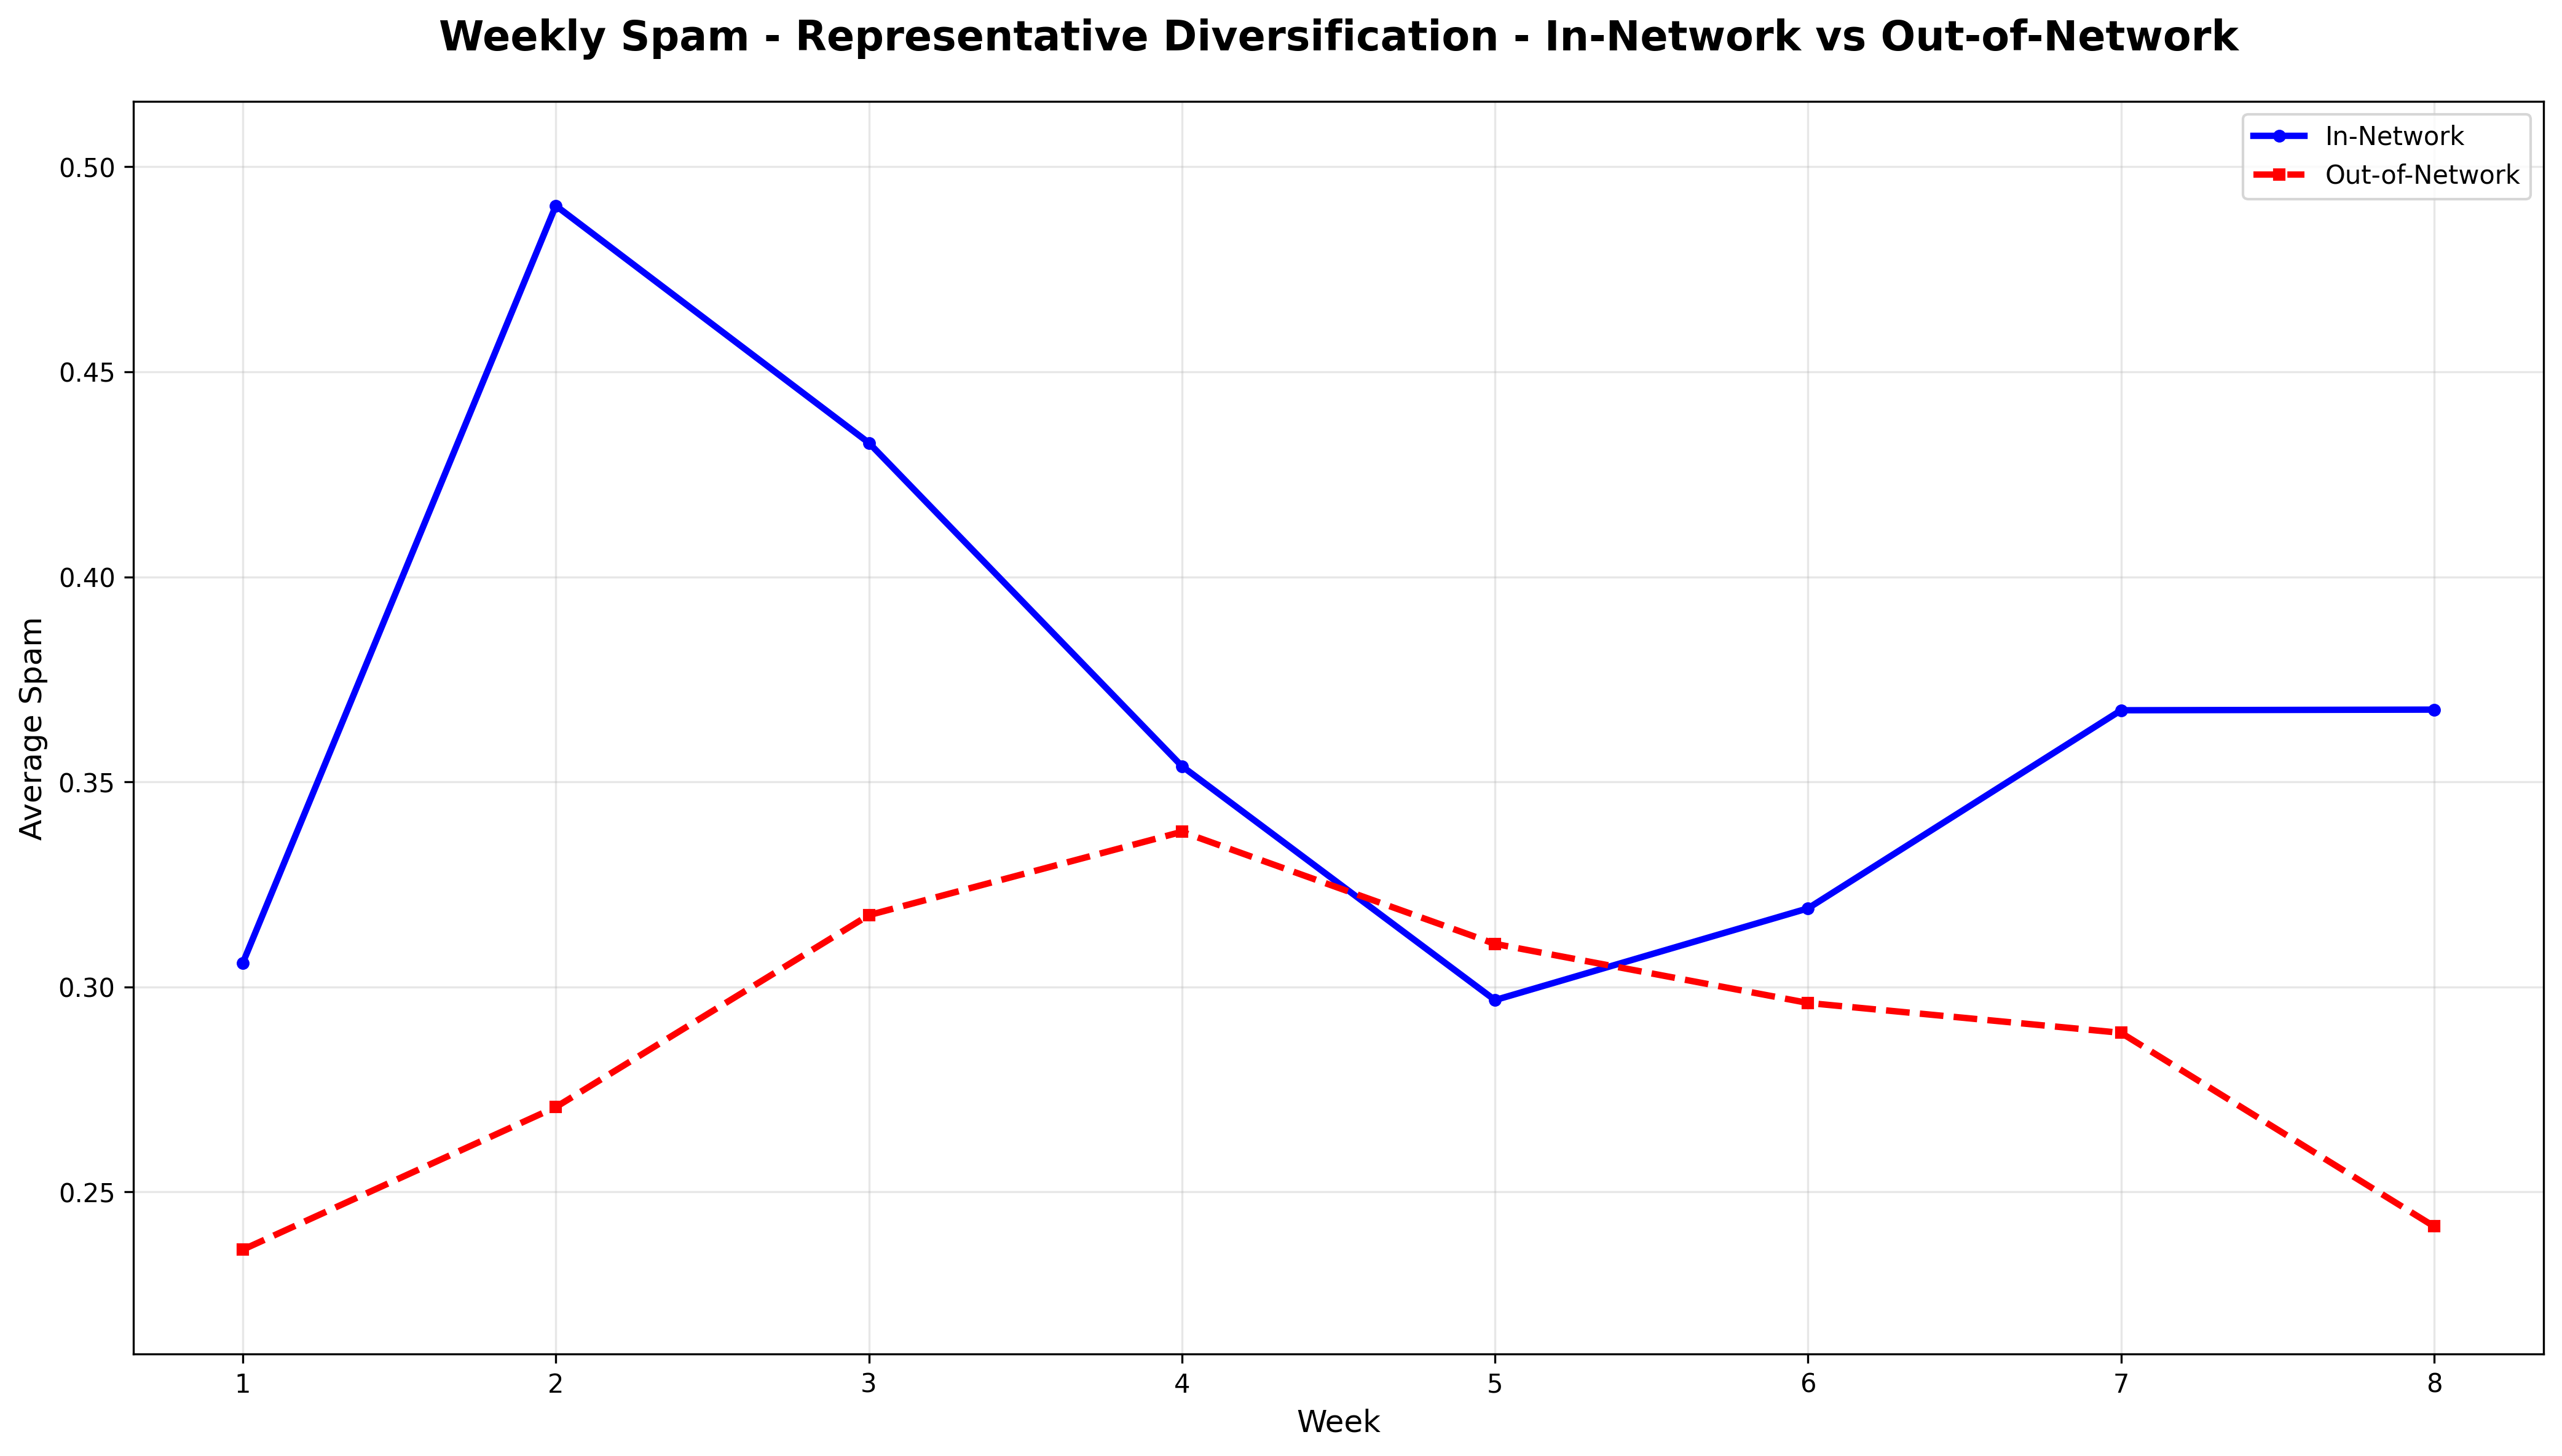 Weekly Spam - Representative Diversification - In-Network vs Out-of-Network
In-Network
Out-of-Network
0.50
0.45
0.40
0.35
0.30
0.25
Average Spam
1 2 3 4 5 6 7 8
Week